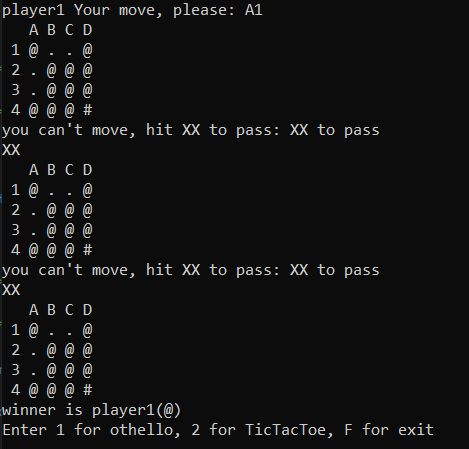 player1 Your move, please: A1
A B C D
1 @ . . @
2 . @ @ @
3 . @ @ @
4 @ @ @ #
you can't move, hit XX to pass: XX to pass
XX
A B C D
1 @ . . @
2 . @ @ @
3 . @ @ @
4 @ @ @ #
you can't move, hit XX to pass: XX to pass
XX
A B C D
1 @ . . @
2 . @ @ @
3 . @ @ @
4 @ @ @ #
winner is player1(@)
Enter 1 for othello, 2 for TicTacToe, F for exit